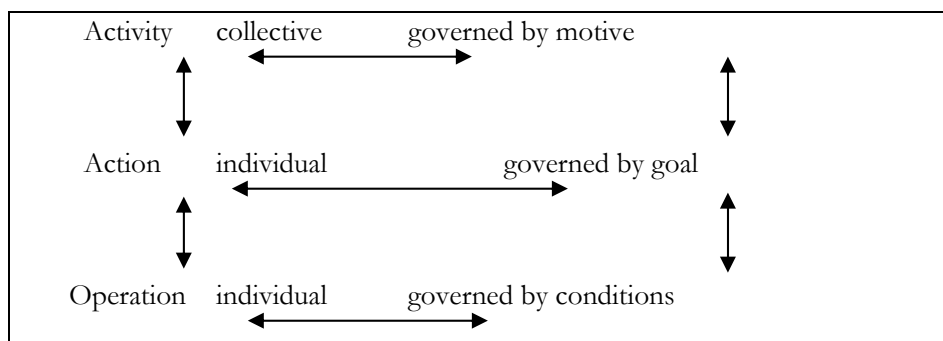 Activity collective governed by motive
Action individual governed by goal
Operation individual governed by conditions